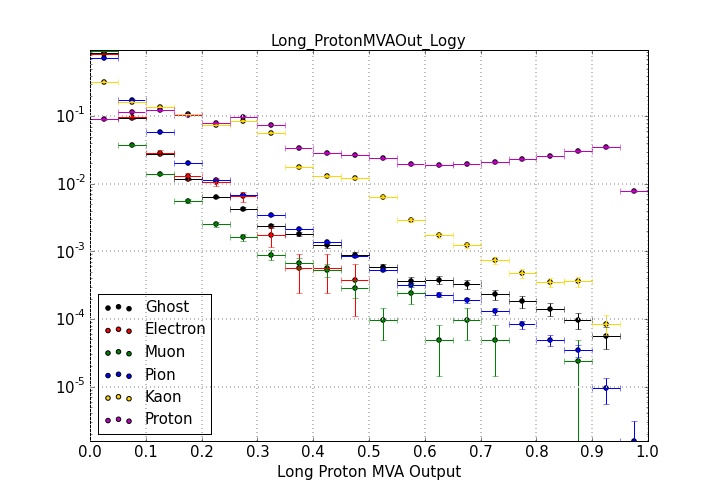 Long_ProtonMVAOut_Logy
10^-1
10^-2
10^-3
10^-4
10^-5
Ghost
Electron
Muon
Pion
Kaon
Proton
0.0 0.1 0.2 0.3 0.4 0.5 0.6 0.7 0.8 0.9 1.0
Long Proton MVA Output